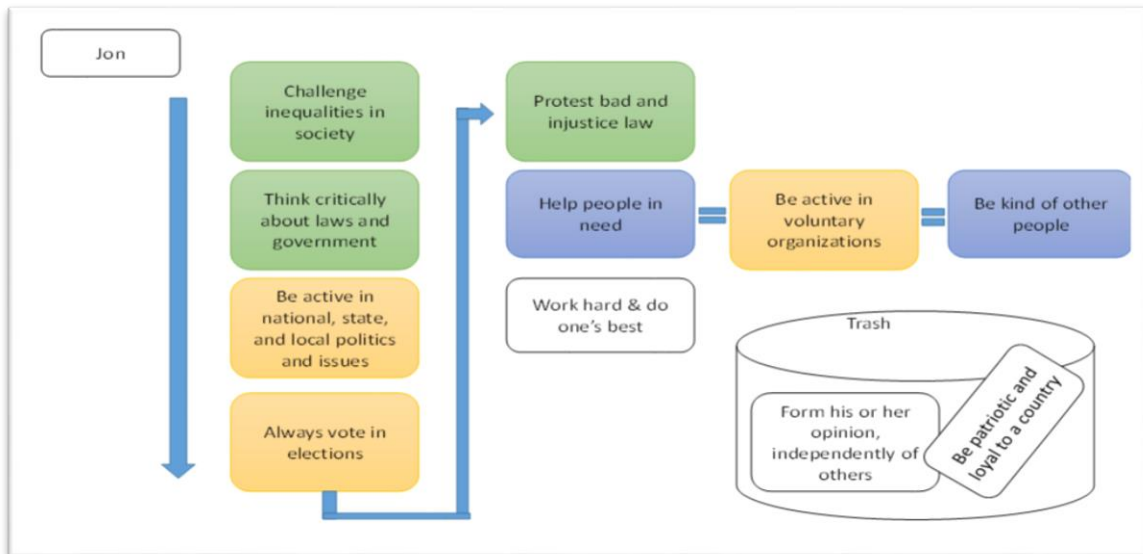 Jon
Challenge
inequalities in
society
Think critically
about laws and
government
Be active in
national, state,
and local politics
and issues
Always vote in
elections
Protest bad and
injustice law
Help people in
need
Be active in
voluntary
organizations
Be kind of other
people
Work hard & do
one's best
Trash
Form his or her
opinion,
independently of
others
Be patriotic and
loyal to a country